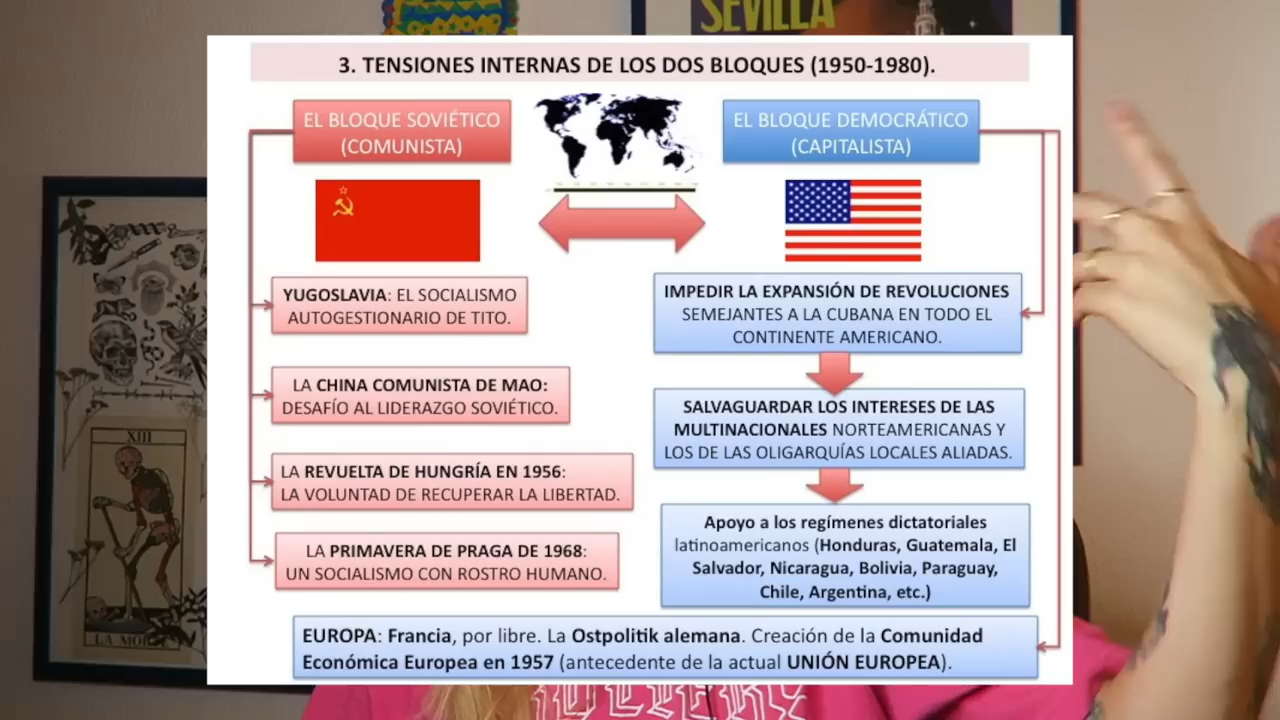 SEVILLA
3. TENSIONES INTERNAS DE LOS DOS BLOQUES (1950-1980).
EL BLOQUE SOVIÉTICO
(COMUNISTA)
EL BLOQUE DEMOCRÁTICO
(CAPITALISTA)
YUGOSLAVIA: EL SOCIALISMO
AUTOGESTIONARIO DE TITO.
LA CHINA COMUNISTA DE MAO:
DESAFÍO AL LIDERAZGO SOVIÉTICO.
LA REVUELTA DE HUNGRÍA EN 1956:
LA VOLUNTAD DE RECUPERAR LA LIBERTAD.
LA PRIMAVERA DE PRAGA DE 1968:
UN SOCIALISMO CON ROSTRO HUMANO.
IMPEDIR LA EXPANSIÓN DE REVOLUCIONES
SEMEJANTES A LA CUBANA EN TODO EL
CONTINENTE AMERICANO.
SALVAGUARDAR LOS INTERESES DE LAS
MULTINACIONALES NORTEAMERICANAS Y
LOS DE LAS OLIGARQUÍAS LOCALES ALIADAS.
Apoyo a los regímenes dictatoriales
latinoamericanos (Honduras, Guatemala, El
Salvador, Nicaragua, Bolivia, Paraguay,
Chile, Argentina, etc.)
EUROPA: Francia, por libre. La Ostpolitik alemana. Creación de la Comunidad
Económica Europea en 1957 (antecedente de la actual UNIÓN EUROPEA).
XIII